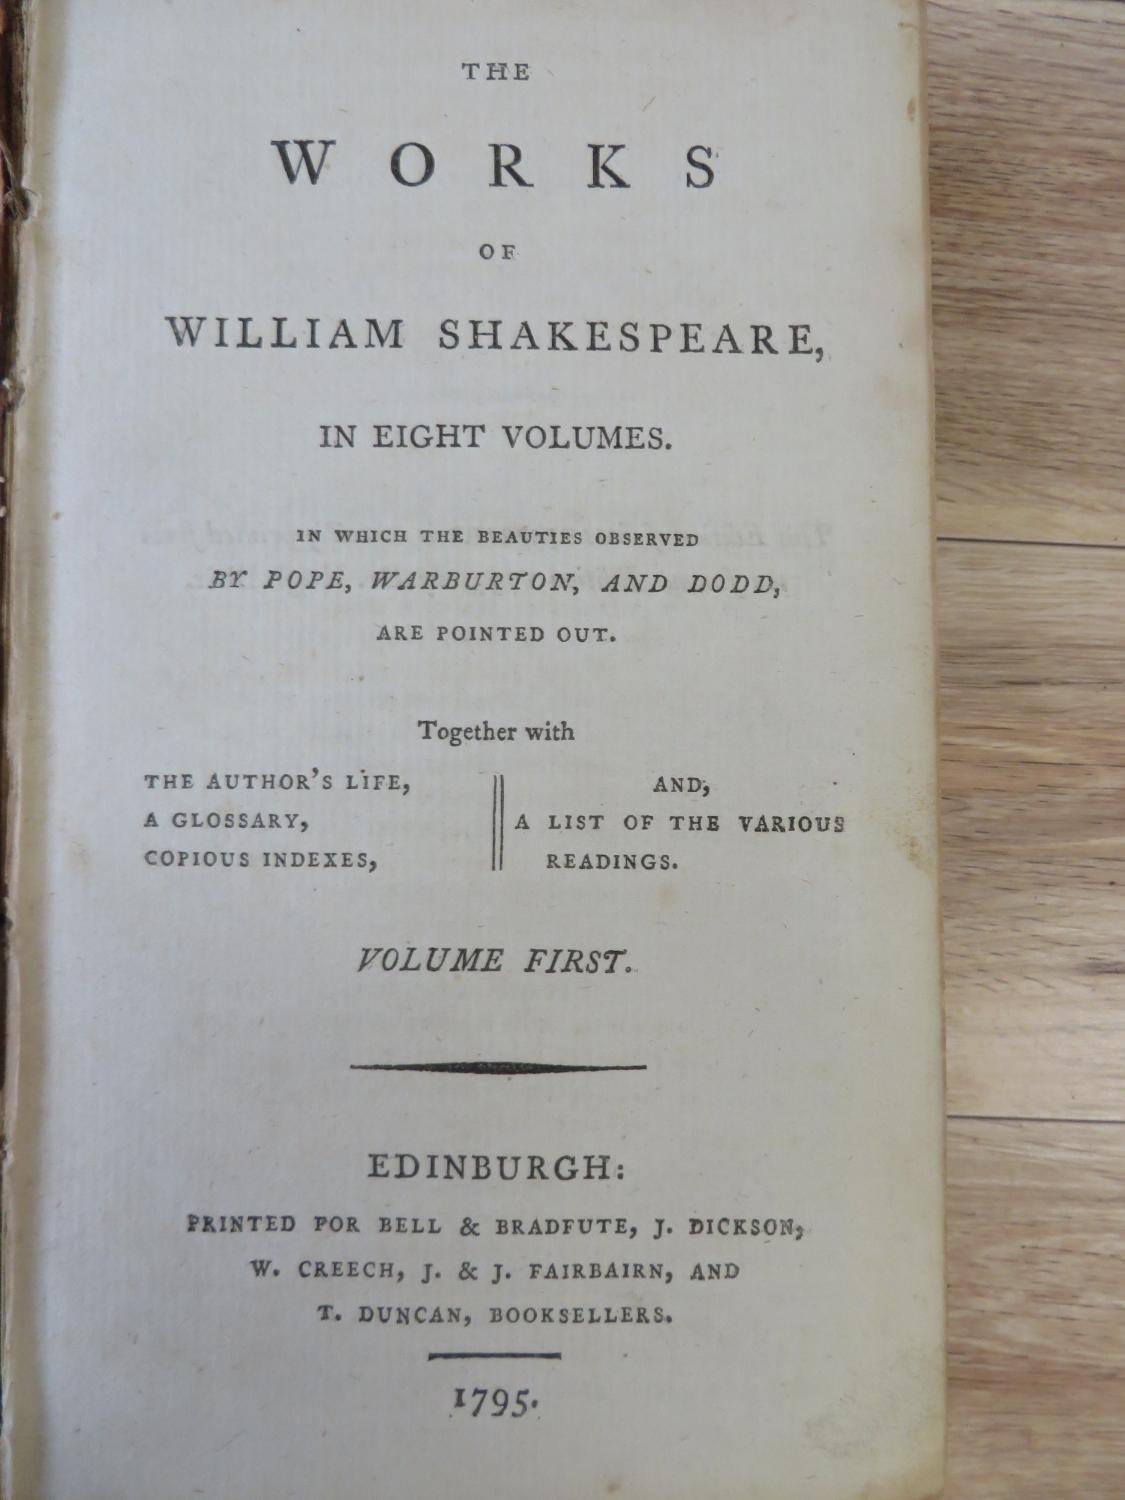 THE
WORKS
OF
WILLIAM SHAKESPEARE,
IN EIGHT VOLUMES.
IN WHICH THE BEAUTIES OBSERVED
BY POPE, WARBURTON, AND DODD,
ARE POINTED OUT.
Together with
THE AUTHOR'S LIFE,
A GLOSSARY,
COPIOUS INDEXES,
AND,
A LIST OF THE VARIOUS
READINGS.
VOLUME FIRST.
EDINBURGH:
PRINTED FOR BELL & BRADFUTE, J. DICKSON,
W. CREECH, J. & J. FAIRBAIRN, AND
T. DUNCAN, BOOKSELLERS.
1795.